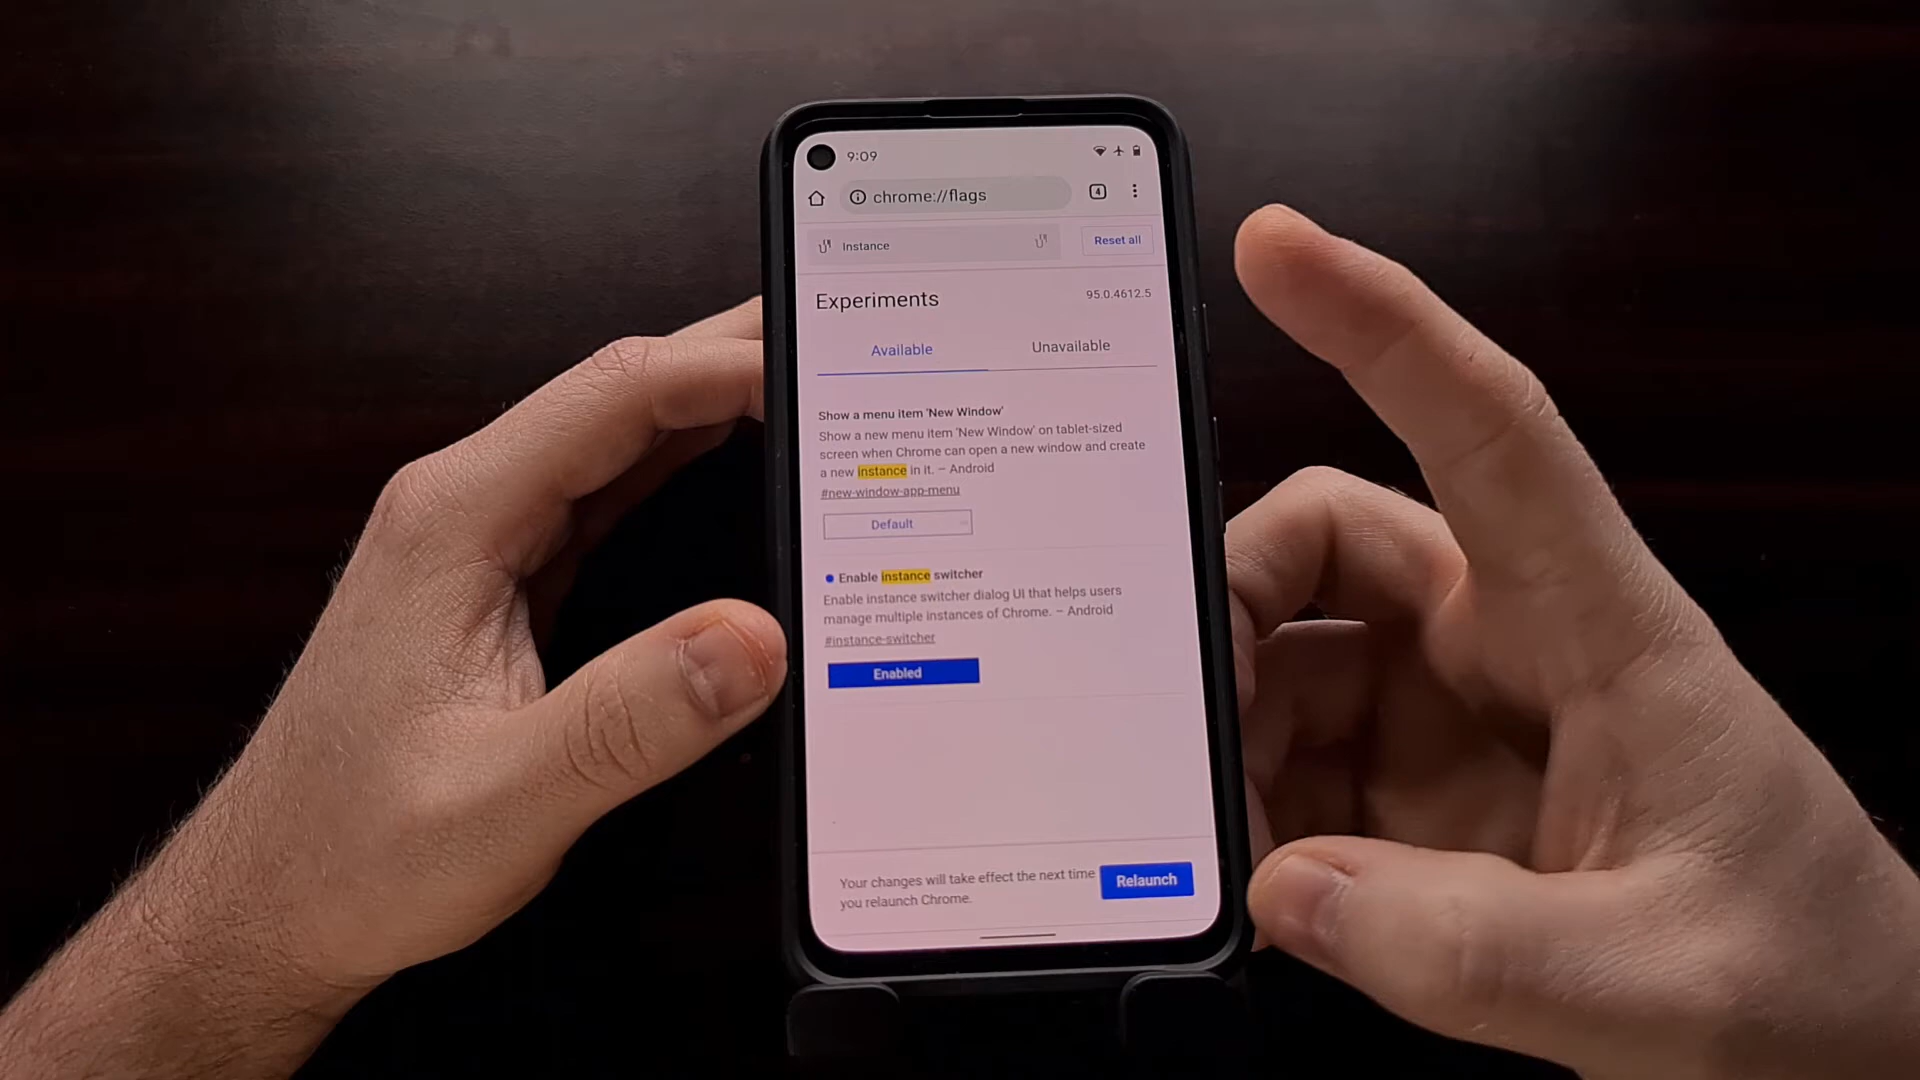 9:09
chrome://flags
4
Instance
Reset all
Experiments
95.0.4612.5
Available
Unavailable
Show a menu item 'New Window'
Show a new menu item 'New Window' on tablet-sized
screen when Chrome can open a new window and create
a new instance in it. – Android
#new-window-app-menu
Default
Enable instance switcher
Enable instance switcher dialog UI that helps users
manage multiple instances of Chrome. – Android
#instance-switcher
Enabled
Your changes will take effect the next time
you relaunch Chrome.
Relaunch